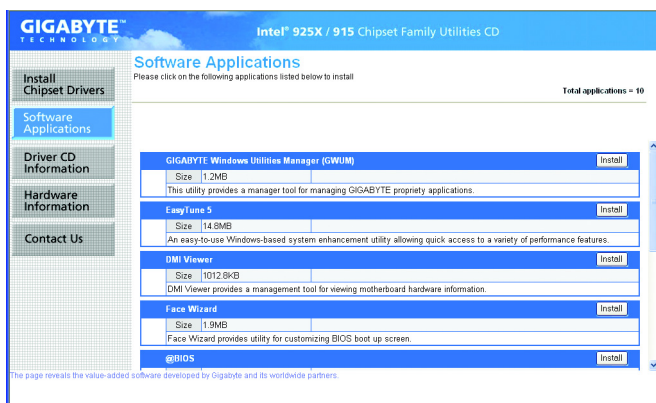 GIGABYTE™
TECHNOLOGY
Intel® 925X / 915 Chipset Family Utilities CD
Install
Chipset Drivers
Software
Applications
Driver CD
Information
Hardware
Information
Contact Us
Software Applications
Please click on the following applications listed below to install
Total applications = 10
GIGABYTE Windows Utilities Manager (GWUM) Install
Size 1.2MB
This utility provides a manager tool for managing GIGABYTE propriety applications.
EasyTune 5 Install
Size 14.8MB
An easy-to-use Windows-based system enhancement utility allowing quick access to a variety of performance features.
DMI Viewer Install
Size 1012.8KB
DMI Viewer provides a management tool for viewing motherboard hardware information.
Face Wizard Install
Size 1.9MB
Face Wizard provides utility for customizing BIOS boot up screen.
@BIOS Install
The page reveals the value-added software developed by Gigabyte and its worldwide partners.